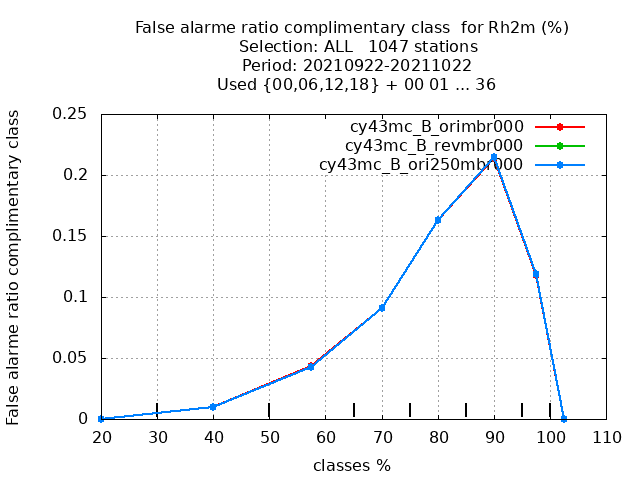 False alarme ratio complimentary class  for Rh2m (%)
Selection: ALL   1047 stations
Period: 20210922-20211022
Used {00,06,12,18} + 00 01 ... 36
False alarme ratio complimentary class
0.25
0.2
0.15
0.1
0.05
0
cy43mc_B_orimbr000
cy43mc_B_revmbr000
cy43mc_B_ori250mbr000
20 30 40 50 60 70 80 90 100 110
classes %